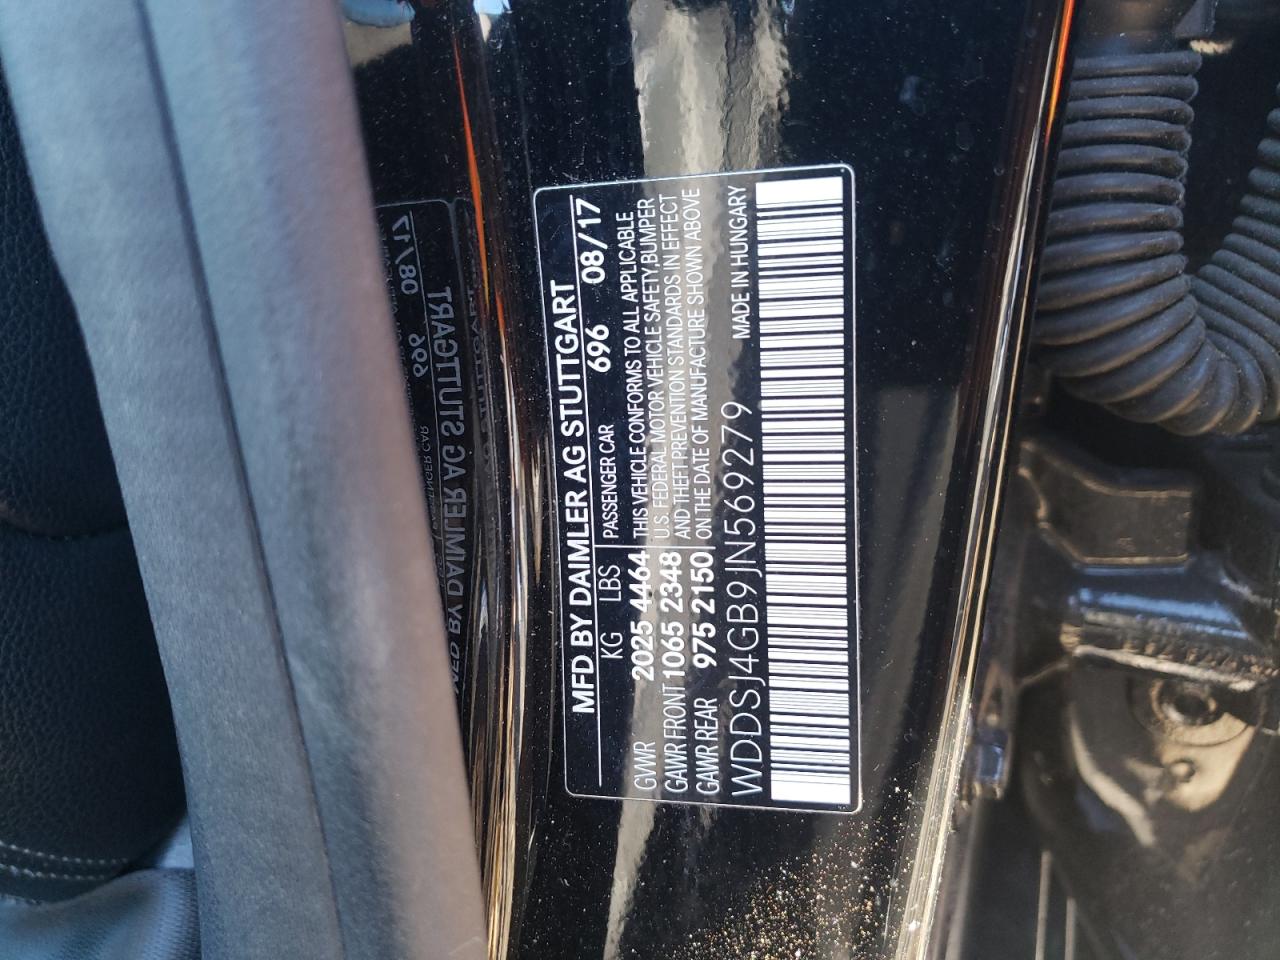 MFD BY DAIMLER AG STUTTGART
KG LBS PASSENGER CAR 696 08/17
GVWR 2025 4464 THIS VEHICLE CONFORMS TO ALL APPLICABLE
GAWR FRONT 1065 2348 U.S. FEDERAL MOTOR VEHICLE SAFETY,BUMPER
GAWR REAR 975 2150 AND THEFT PREVENTION STANDARDS IN EFFECT
ON THE DATE OF MANUFACTURE SHOWN ABOVE
WDDSJ4GB9JN569279 MADE IN HUNGARY